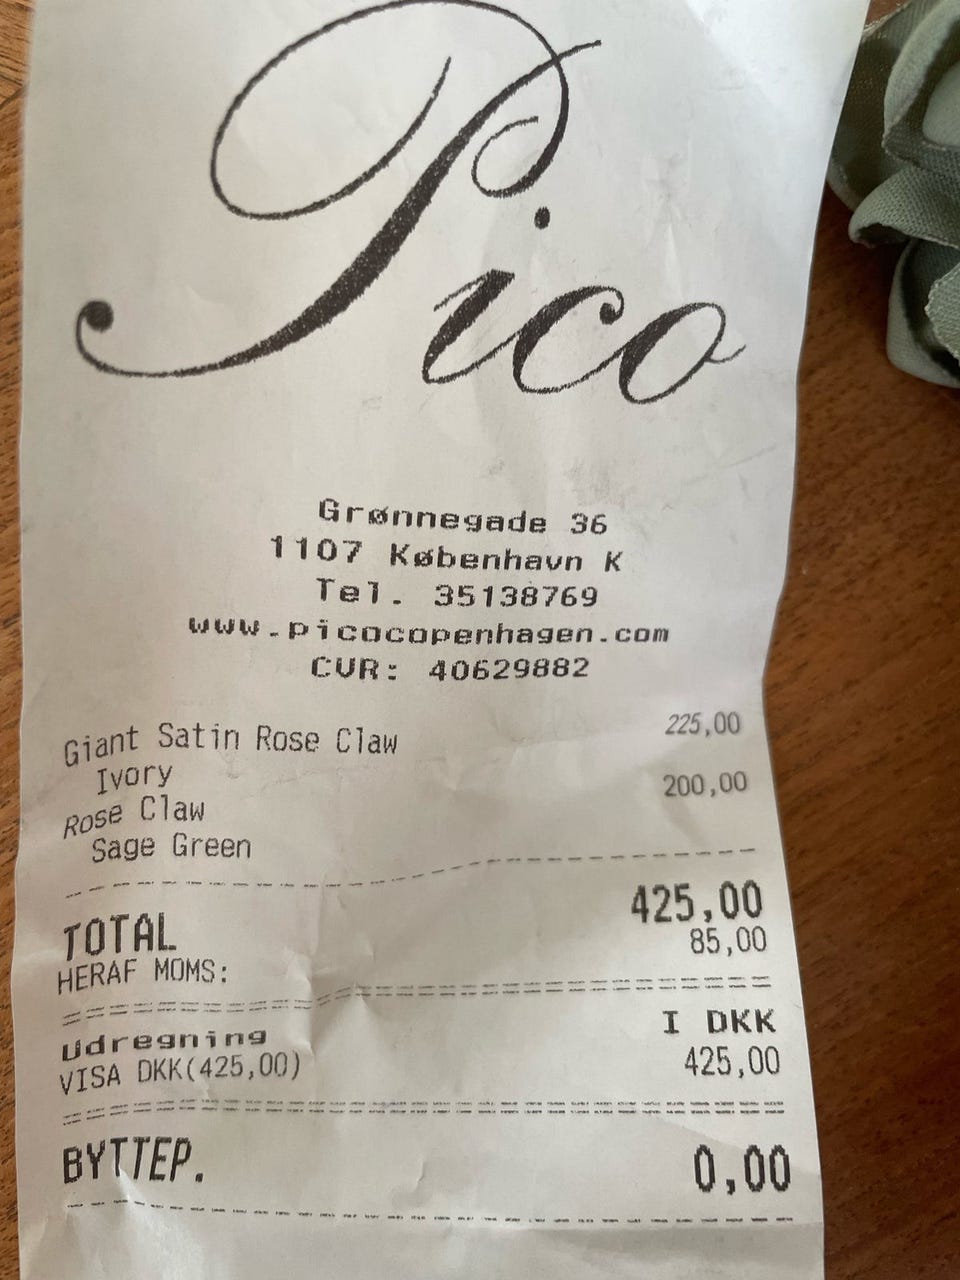 Pico
Grønnegade 36
1107 København K
Tel. 35138769
www.picocopenhagen.com
CVR: 40629882
Giant Satin Rose Claw 225,00
Ivory
Rose Claw 200,00
Sage Green
TOTAL 425,00
HERAF MOMS: 85,00
Udregning I DKK
VISA DKK(425,00) 425,00
BYTTEP. 0,00